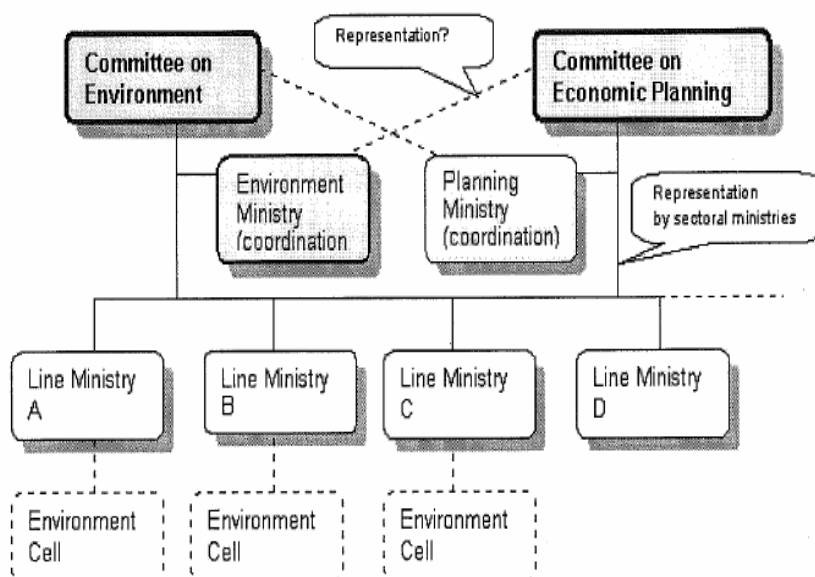 Representation?
Committee on
Environment
Committee on
Economic Planning
Environment
Ministry
(coordination
Planning
Ministry
(coordination)
Representation
by sectoral ministries
Line Ministry
A
Line Ministry
B
Line Ministry
C
Line Ministry
D
Environment
Cell
Environment
Cell
Environment
Cell